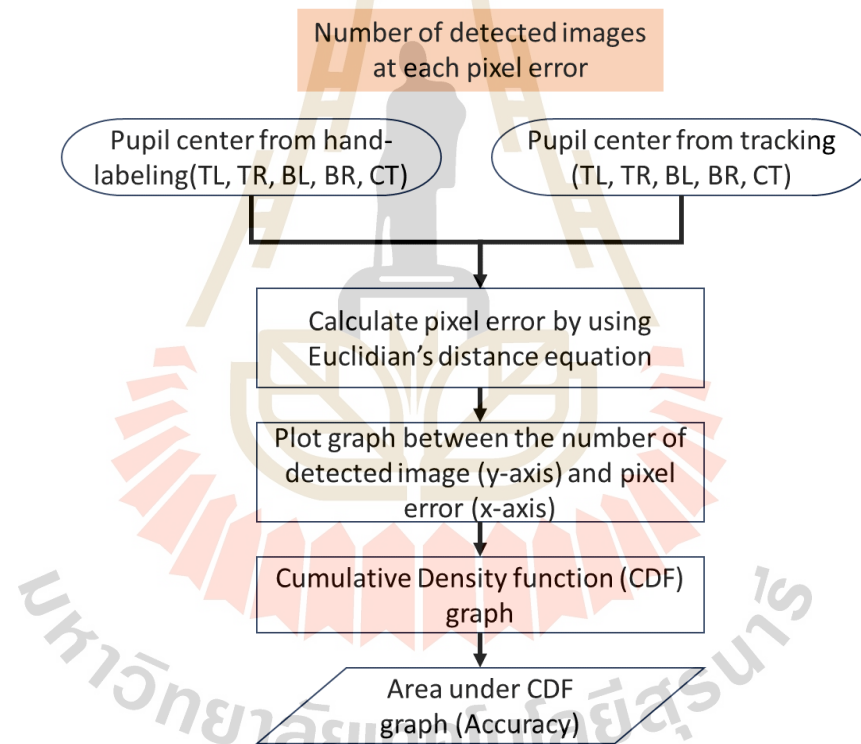 Number of detected images
at each pixel error
Pupil center from hand-
labeling(TL, TR, BL, BR, CT)
Pupil center from tracking
(TL, TR, BL, BR, CT)
Calculate pixel error by using
Euclidian's distance equation
Plot graph between the number of
detected image (y-axis) and pixel
error (x-axis)
Cumulative Density function (CDF)
graph
Area under CDF
graph (Accuracy)